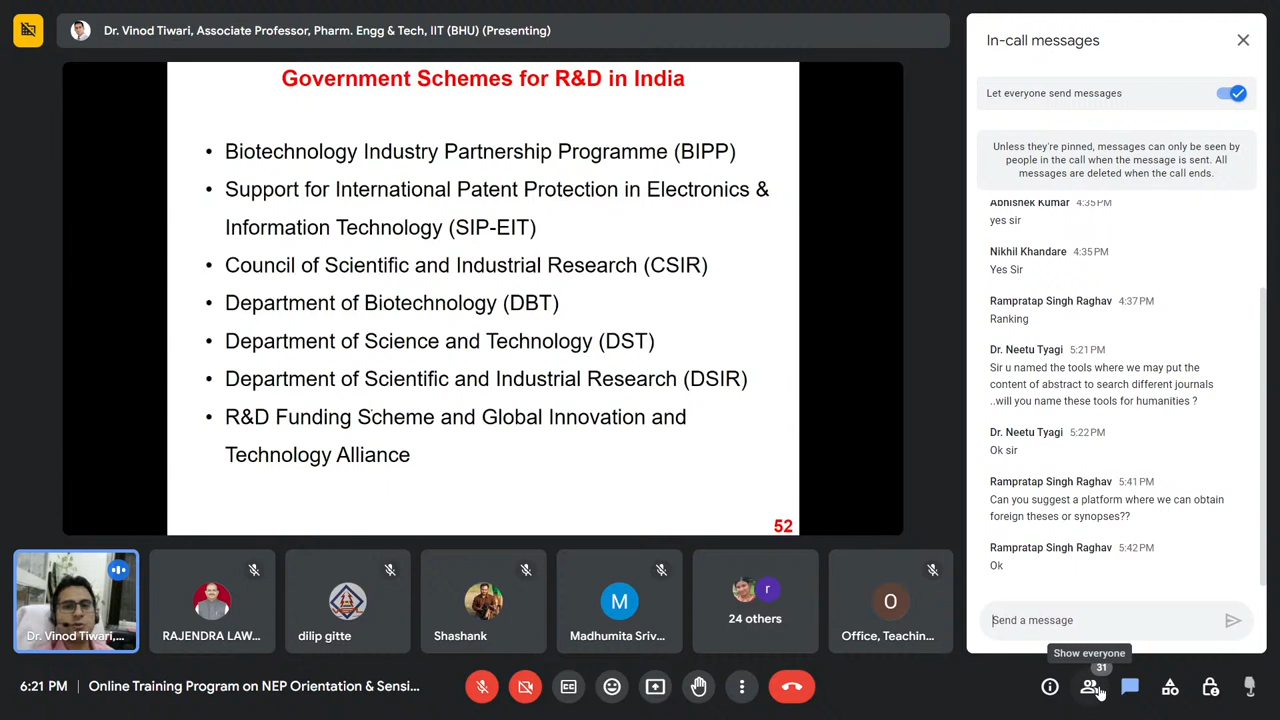 Dr. Vinod Tiwari, Associate Professor, Pharm. Engg & Tech, IIT (BHU) (Presenting)
Government Schemes for R&D in India
• Biotechnology Industry Partnership Programme (BIPP)
• Support for International Patent Protection in Electronics &
Information Technology (SIP-EIT)
• Council of Scientific and Industrial Research (CSIR)
• Department of Biotechnology (DBT)
• Department of Science and Technology (DST)
• Department of Scientific and Industrial Research (DSIR)
• R&D Funding Scheme and Global Innovation and
Technology Alliance
52
Dr. Vinod Tiwari,...
RAJENDRA LAW...
dilip gitte
Shashank
M
Madhumita Sriv...
r
24 others
O
Office, Teachin...
6:21 PM | Online Training Program on NEP Orientation & Sensi...
In-call messages
Let everyone send messages
Unless they're pinned, messages can only be seen by
people in the call when the message is sent. All
messages are deleted when the call ends.
Abhishek Kumar 4:35 PM
yes sir
Nikhil Khandare 4:35 PM
Yes Sir
Rampratap Singh Raghav 4:37 PM
Ranking
Dr. Neetu Tyagi 5:21 PM
Sir u named the tools where we may put the
content of abstract to search different journals
..will you name these tools for humanities ?
Dr. Neetu Tyagi 5:22 PM
Ok sir
Rampratap Singh Raghav 5:41 PM
Can you suggest a platform where we can obtain
foreign theses or synopses??
Rampratap Singh Raghav 5:42 PM
Ok
Send a message
Show everyone
31